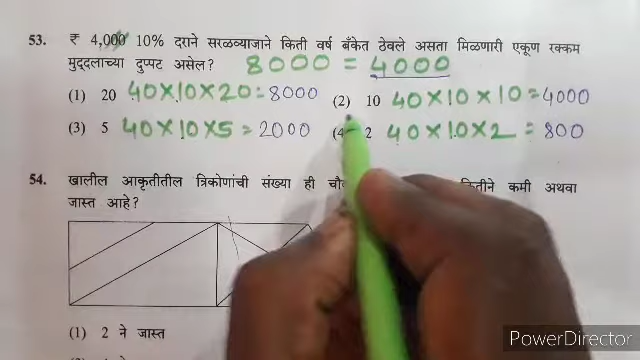 53. ₹ 4,000 10% दराने सरळव्याजाने किती वर्ष बँकेत ठेवले असता मिळणारी एकूण रक्कम
मुद्दलाच्या दुप्पट असेल? 8000 = 4000
(1) 20 40×10×20=8000 (2) 10 40×10×10=4000
(3) 5 40×10×5=2000 (4) 2 40×10×2=800
54. खालील आकृतीतील त्रिकोणांची संख्या ही कितीने कमी अथवा
जास्त आहे?
(1) 2 ने जास्त
PowerDirector